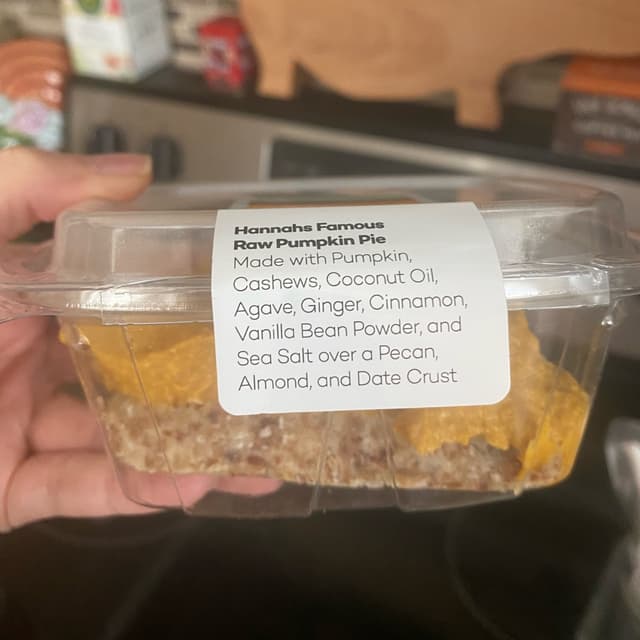 Hannahs Famous
Raw Pumpkin Pie
Made with Pumpkin,
Cashews, Coconut Oil,
Agave, Ginger, Cinnamon,
Vanilla Bean Powder, and
Sea Salt over a Pecan,
Almond, and Date Crust